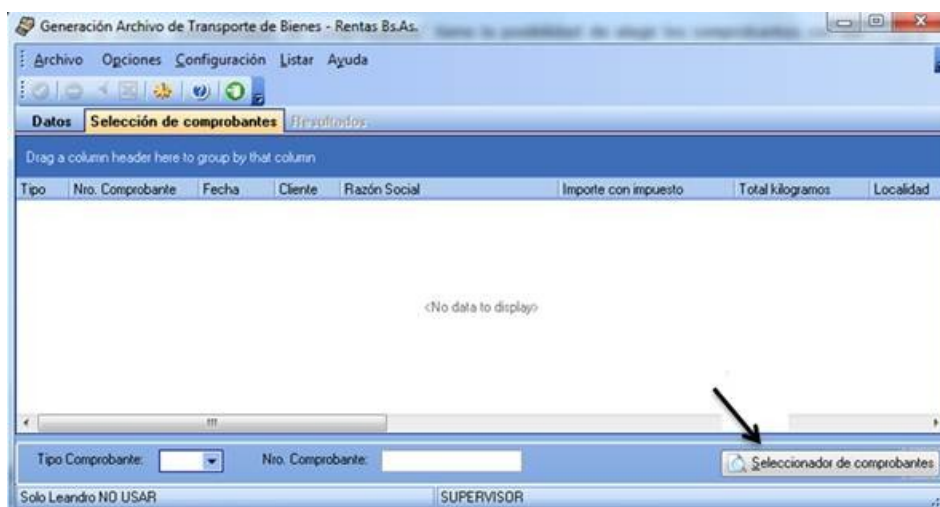 Generación Archivo de Transporte de Bienes - Rentas Bs.As.
Archivo Opciones Configuración Listar Ayuda
Datos Selección de comprobantes Resultados
Drag a column header here to group by that column
Tipo Nro. Comprobante Fecha Cliente Razón Social Importe con impuesto Total kilogramos Localidad
<No data to display>
Tipo Comprobante: Nro. Comprobante: Seleccionador de comprobantes
Solo Leandro NO USAR SUPERVISOR